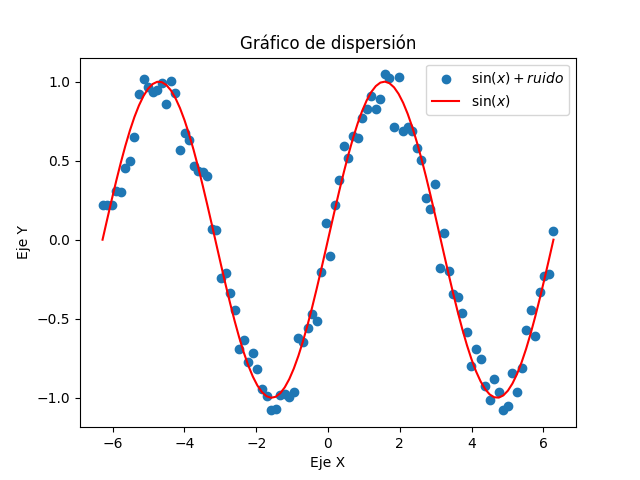 Gráfico de dispersión
sin(x) + ruido
sin(x)
1.0
0.5
0.0
−0.5
−1.0
Eje Y
−6 −4 −2 0 2 4 6
Eje X